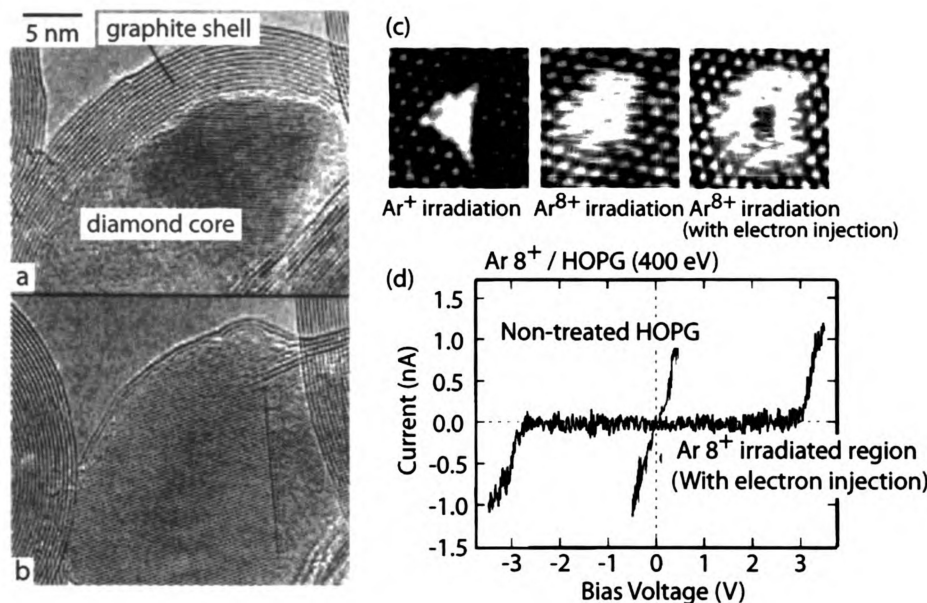 5 nm
graphite shell
diamond core
a
b
(c)
Ar+ irradiation
Ar8+ irradiation
Ar8+ irradiation
(with electron injection)
Ar 8+ / HOPG (400 eV)
(d)
1.5
1.0
0.5
0.0
-0.5
-1.0
-1.5
Current (nA)
Non-treated HOPG
Ar 8+ irradiated region
(With electron injection)
-3
-2
-1
0
1
2
3
Bias Voltage (V)